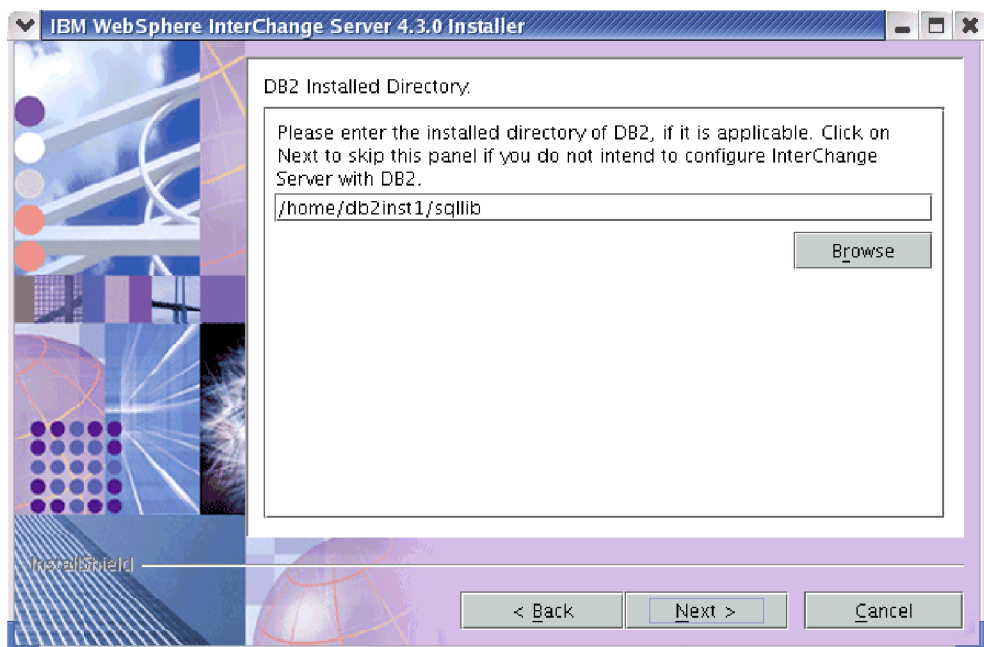 IBM WebSphere InterChange Server 4.3.0 Installer
DB2 Installed Directory.
Please enter the installed directory of DB2, if it is applicable. Click on
Next to skip this panel if you do not intend to configure InterChange
Server with DB2.
/home/db2inst1/sqllib
Browse
InstallShield
< Back
Next >
Cancel